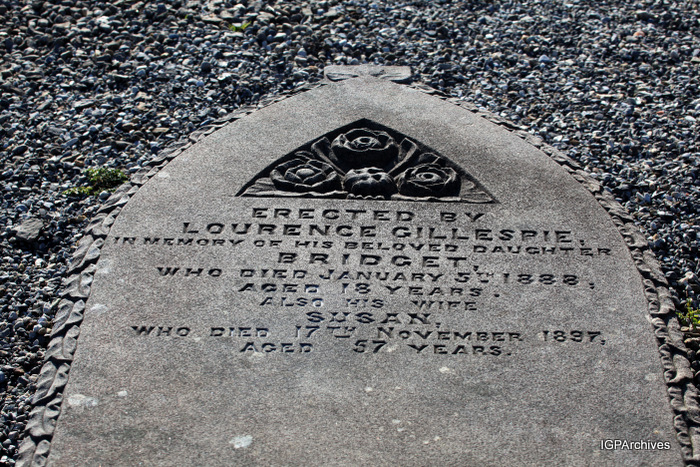 ERECTED BY
LOURENCE GILLESPIE,
IN MEMORY OF HIS BELOVED DAUGHTER
BRIDGET,
WHO DIED JANUARY 5TH 1888,
AGED 18 YEARS.
ALSO HIS WIFE
SUSAN,
WHO DIED 17TH NOVEMBER 1897,
AGED 57 YEARS.
IGPArchives